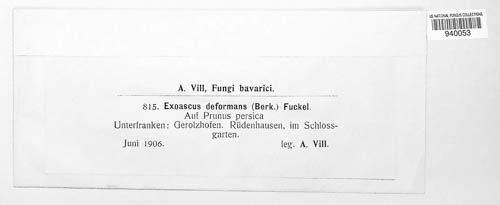 US NATIONAL FUNGUS COLLECTIONS
940053
A. Vill, Fungi bavarici.
815. Exoascus deformans (Berk.) Fuckel.
Auf Prunus persica
Unterfranken: Gerolzhofen. Rüdenhausen, im Schloss-
garten.
Juni 1906. leg. A. Vill.